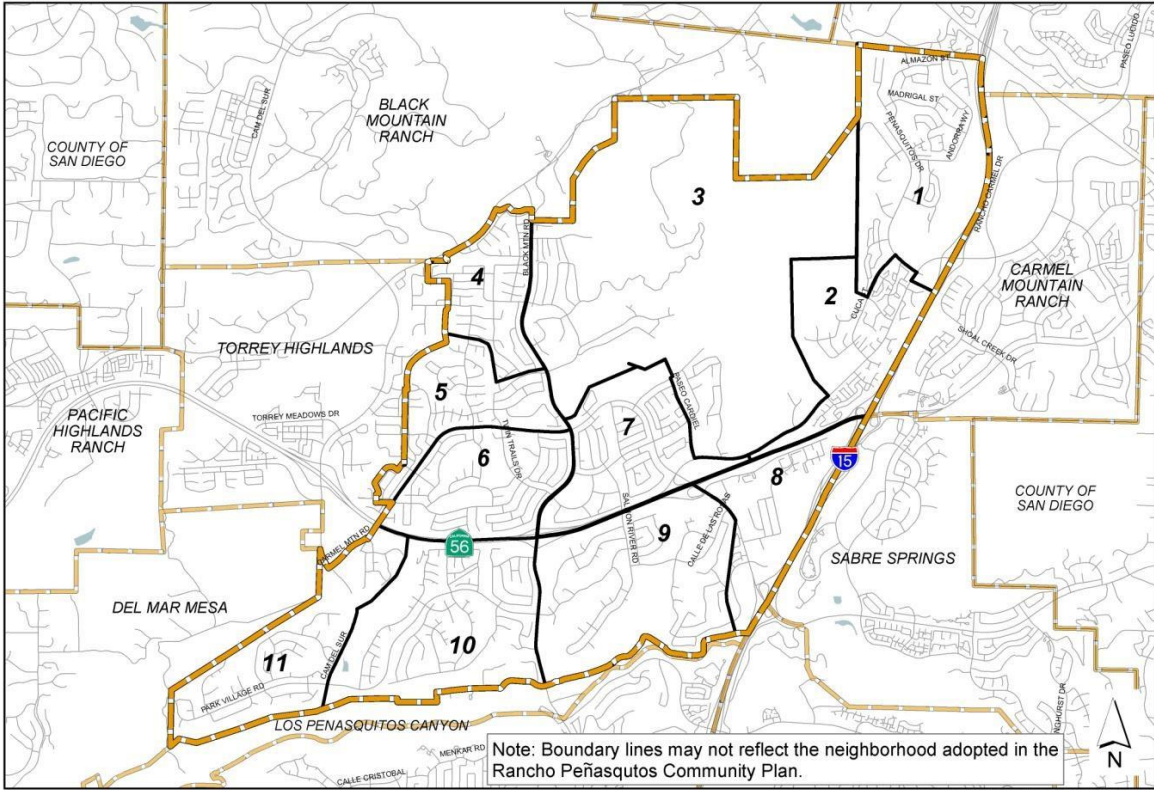 PASEO LUCIDO
ALMAZON ST
CAM DEL SUR
BLACK
MOUNTAIN
RANCH
MADRIGAL ST
PENASQUITOS DR
ANDORRA WY
COUNTY OF
SAN DIEGO
3
1
RANCHO CARMEL DR
BLACK MTN RD
4
2
CUCA ST
CARMEL
MOUNTAIN
RANCH
TORREY HIGHLANDS
SHOAL CREEK DR
5
PASEO CARDIEL
PACIFIC
HIGHLANDS
RANCH
TORREY MEADOWS DR
7
TWIN TRAILS DR
6
15
8
SALMON RIVER RD
CALLE DE LAS ROSAS
COUNTY OF
SAN DIEGO
CARMEL MTN RD
CALIFORNIA
56
9
SABRE SPRINGS
DEL MAR MESA
CAM DEL SUR
10
11
PARK VILLAGE RD
LOS PENASQUITOS CANYON
MENKAR RD
CALLE CRISTOBAL
Note: Boundary lines may not reflect the neighborhood adopted in the
Rancho Peñasqutos Community Plan.
N